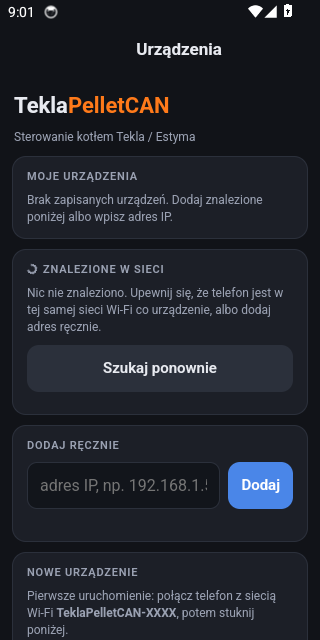 9:01
Urządzenia
TeklaPelletCAN
Sterowanie kotłem Tekla / Estyma
MOJE URZĄDZENIA
Brak zapisanych urządzeń. Dodaj znalezione
poniżej albo wpisz adres IP.
ZNALEZIONE W SIECI
Nic nie znaleziono. Upewnij się, że telefon jest w
tej samej sieci Wi-Fi co urządzenie, albo dodaj
adres ręcznie.
Szukaj ponownie
DODAJ RĘCZNIE
adres IP, np. 192.168.1.5
Dodaj
NOWE URZĄDZENIE
Pierwsze uruchomienie: połącz telefon z siecią
Wi-Fi TeklaPelletCAN-XXXX, potem stuknij
poniżej.